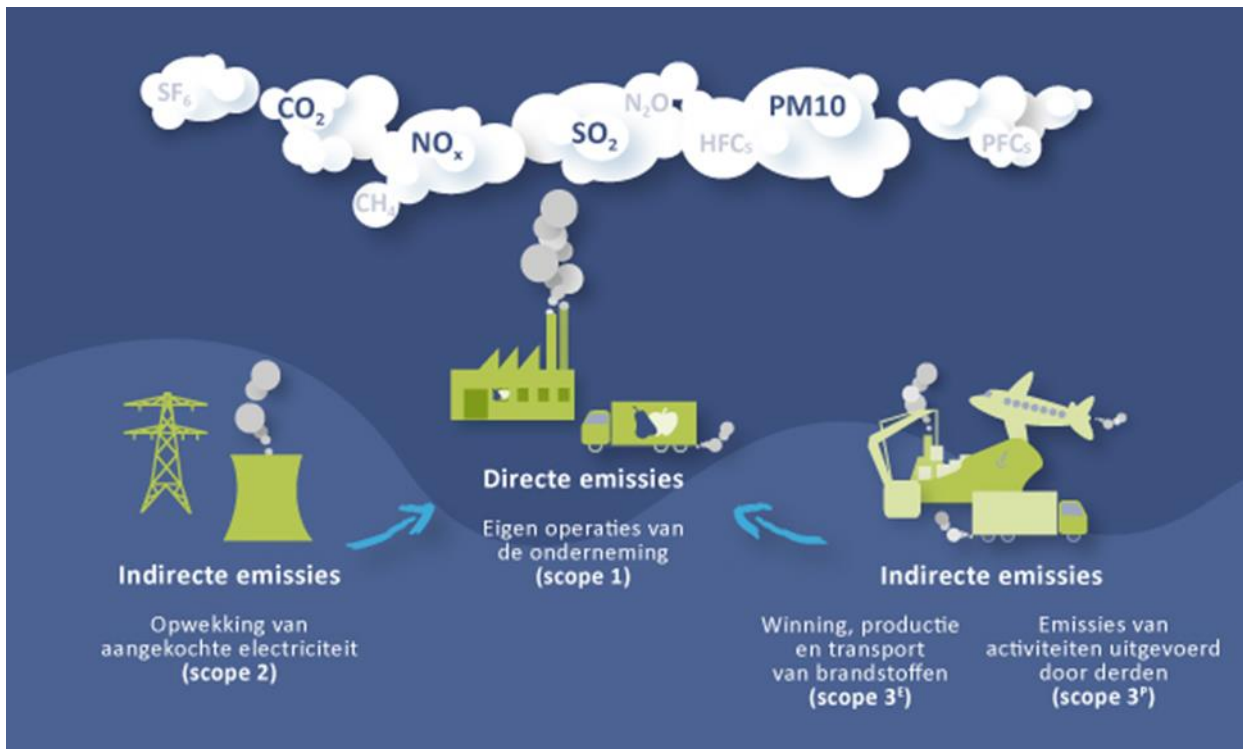 SF₆
CO₂
NOₓ
CH₄
SO₂
N₂O
HFCs
PM10
PFCs
Directe emissies
Eigen operaties van
de onderneming
(scope 1)
Indirecte emissies
Opwekking van
aangekochte electriciteit
(scope 2)
Indirecte emissies
Winning, productie
en transport
van brandstoffen
(scope 3ᴱ)
Emissies van
activiteiten uitgevoerd
door derden
(scope 3ᴾ)